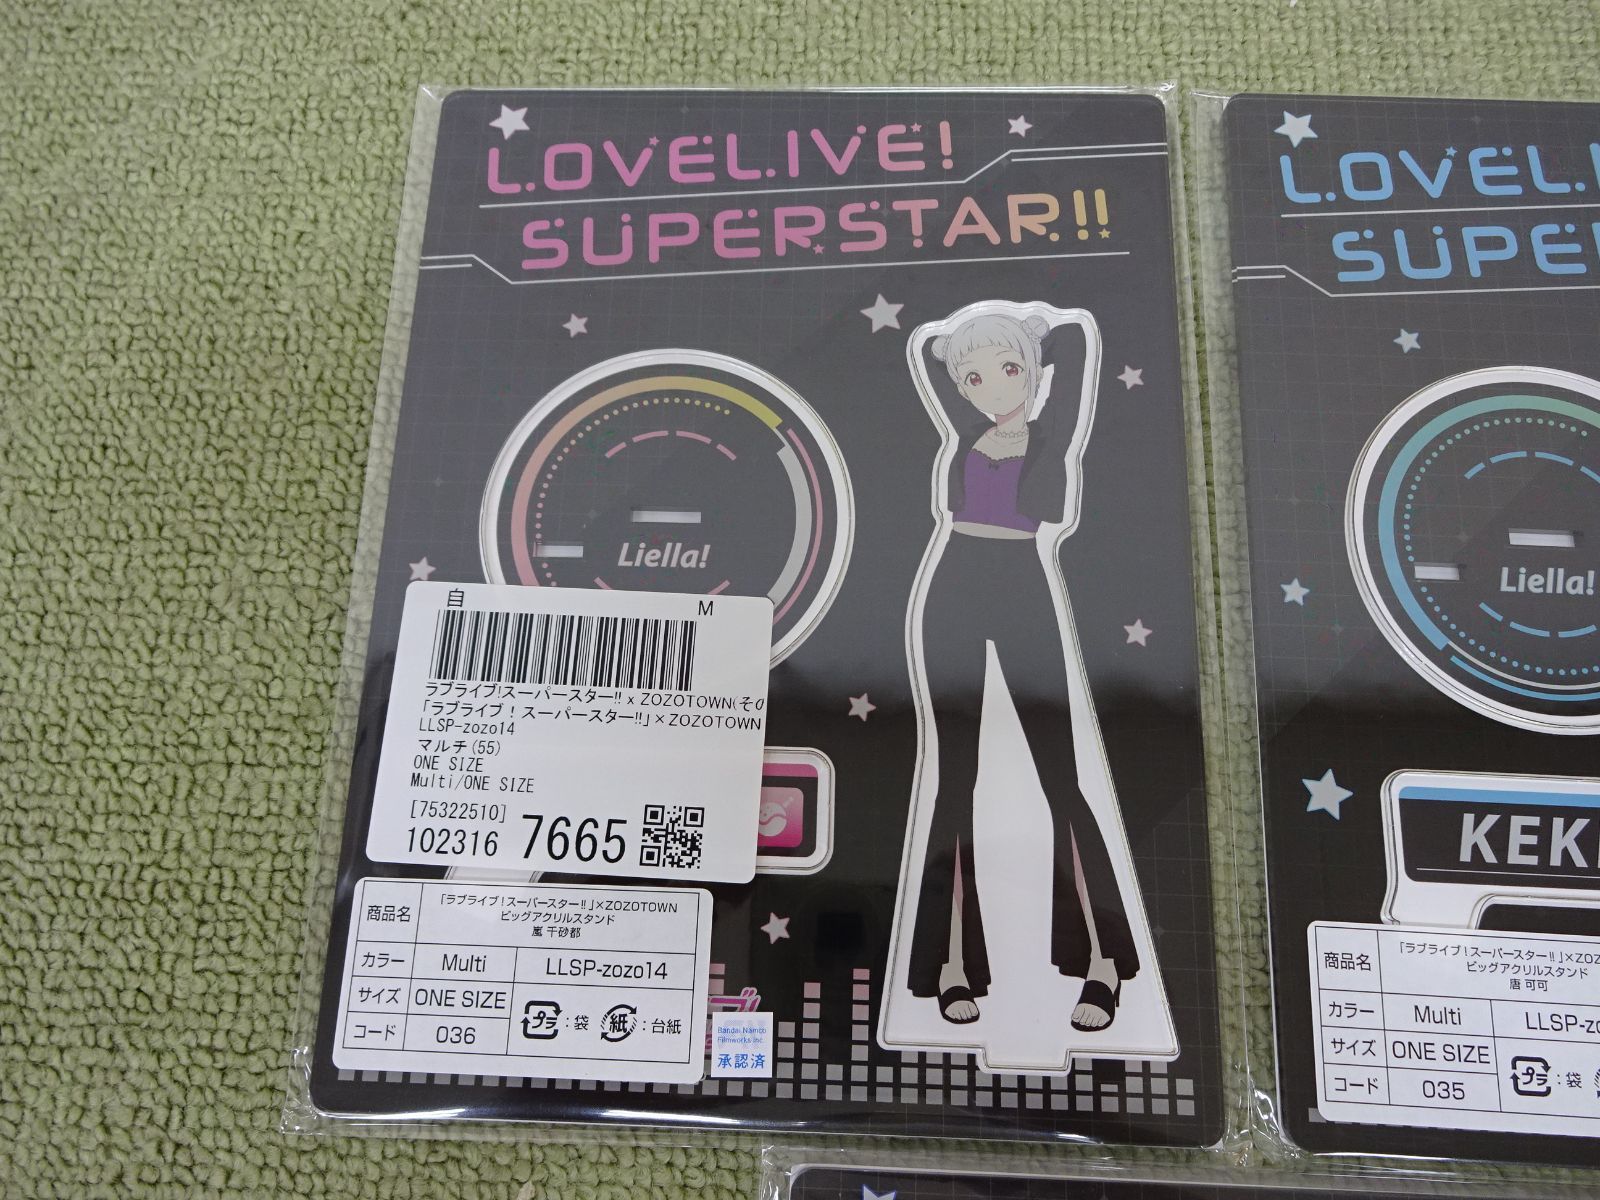 LOVELIVE!
SUPERSTAR!!
Liella!
自 M
ラブライブ!スーパースター!! x ZOZOTOWN(その
「ラブライブ！スーパースター!!」×ZOZOTOWN
LLSP-zozo14
マルチ(55)
ONE SIZE
Multi/ONE SIZE
[75322510]
102316 7665
商品名 「ラブライブ！スーパースター!!」×ZOZOTOWN
ビッグアクリルスタンド
嵐 千砂都
カラー Multi LLSP-zozo14
サイズ ONE SIZE プラ：袋 紙：台紙
コード 036
Bandai Namco
Filmworks Inc.
承認済
LOVEL
SUPE
Liella!
KEK
商品名 「ラブライブ！スーパースター!!」×ZOZ
ビッグアクリルスタンド
唐 可可
カラー Multi LLSP-zo
サイズ ONE SIZE プラ：袋
コード 035